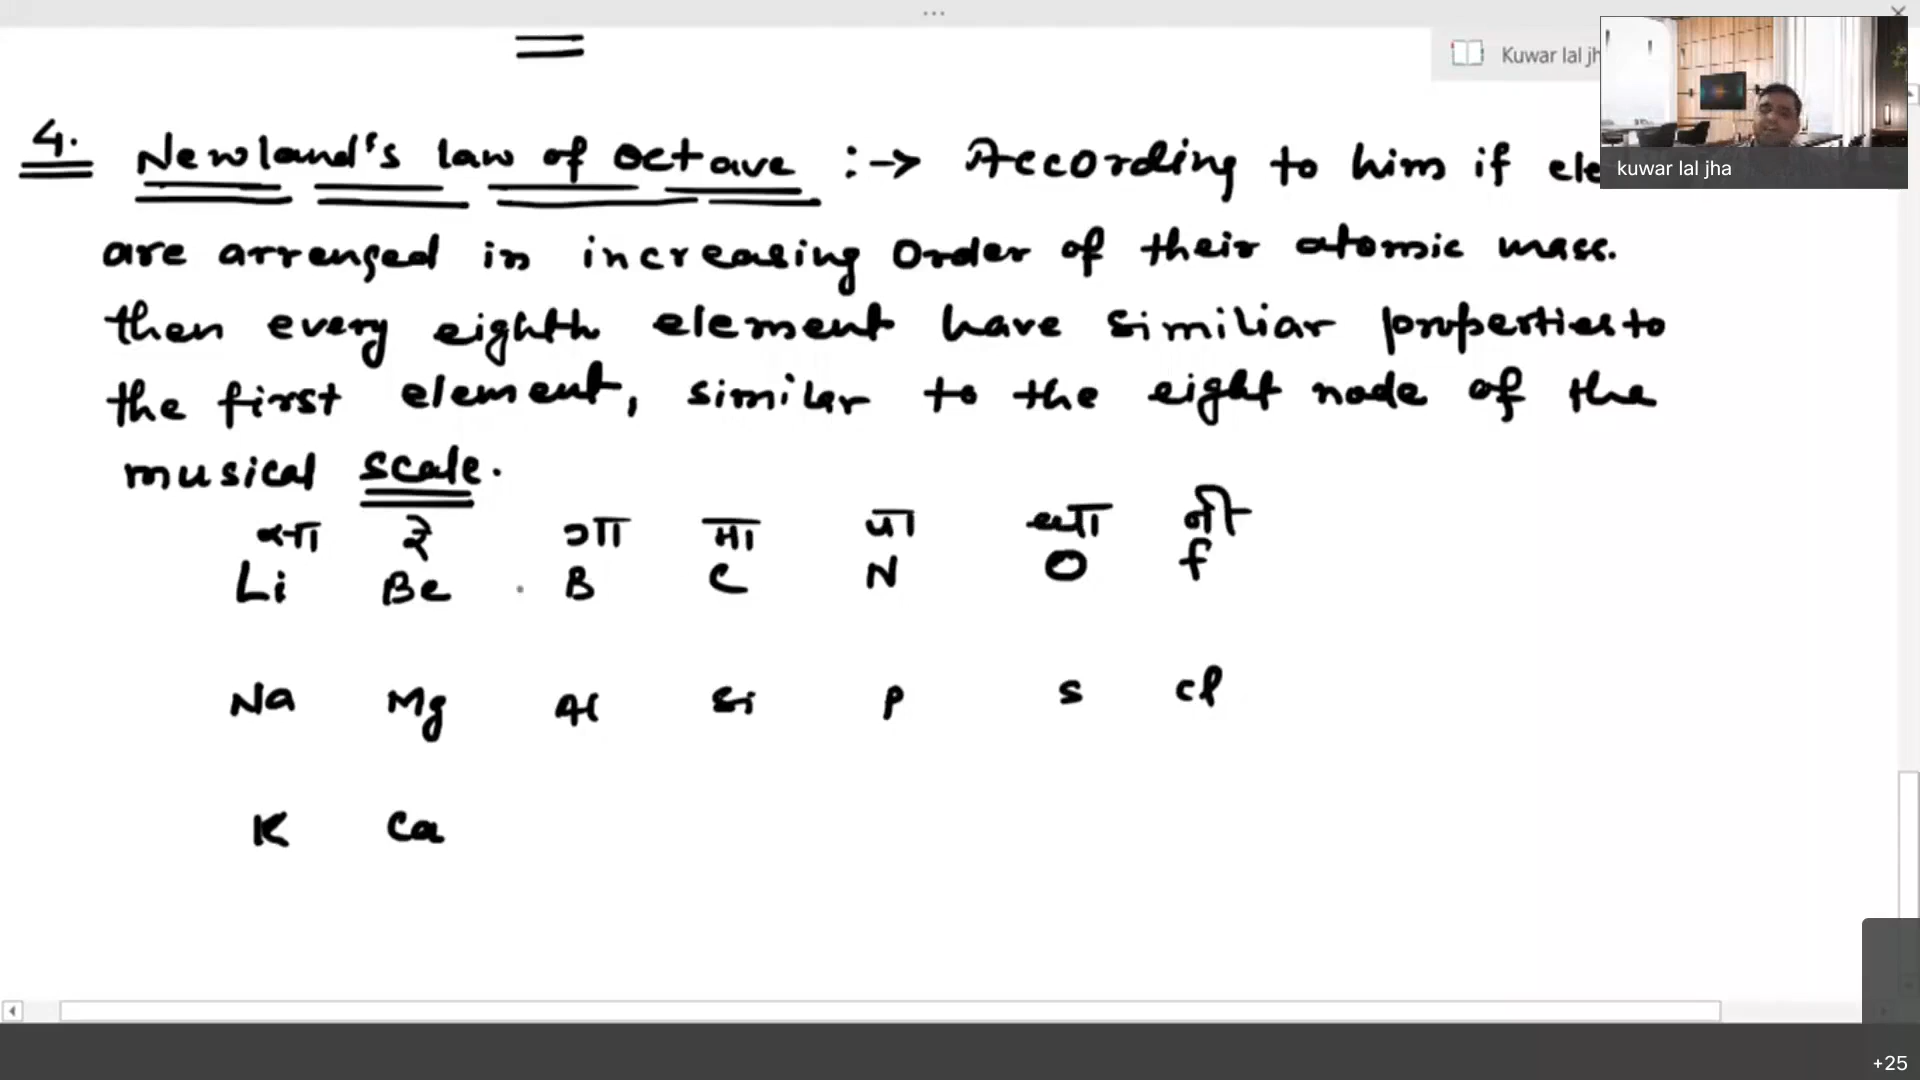 Kuwar lal jh
kuwar lal jha
4. Newland's law of octave :-> According to him if ele
are arranged in increasing order of their atomic mass.
then every eighth element have similiar properties to
the first element, similar to the eight node of the
musical scale.
सा रे गा मा पा धा नी
Li Be B C N O F
Na Mg Al Si P S Cl
K Ca
+25